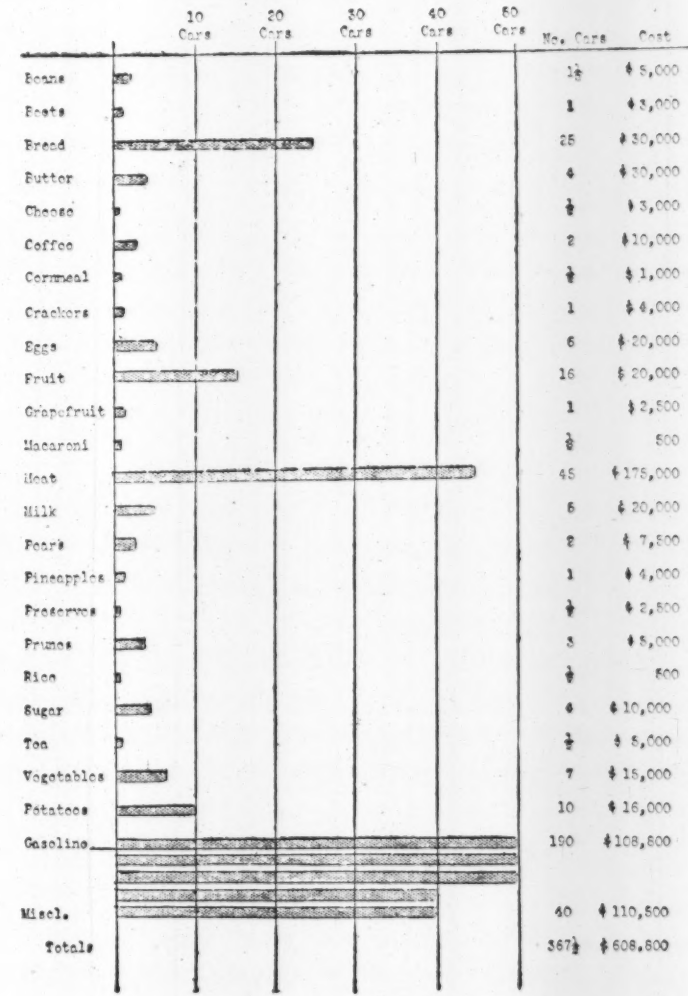 10 20 30 40 50
Cars Cars Cars Cars Cars No. Cars Cost
Beans 1½ $ 5,000
Beets 1 $3,000
Bread 25 $30,000
Butter 4 $30,000
Cheese ½ $ 3,000
Coffee 2 $10,000
Cornmeal ½ $ 1,000
Crackers 1 $ 4,000
Eggs 6 $ 20,000
Fruit 16 $ 20,000
Grapefruit 1 $ 2,500
Macaroni ½ 500
Meat 45 $ 175,000
Milk 5 $ 20,000
Pears 2 $ 7,500
Pineapples 1 $ 4,000
Preserves ½ $ 2,500
Prunes 3 $ 5,000
Rice ½ 500
Sugar 4 $ 10,000
Tea ½ $ 5,000
Vegetables 7 $ 15,000
Potatoes 10 $ 16,000
Gasoline 190 $108,800
Miscl. 40 $ 110,500
Totals 367½ $ 608,800